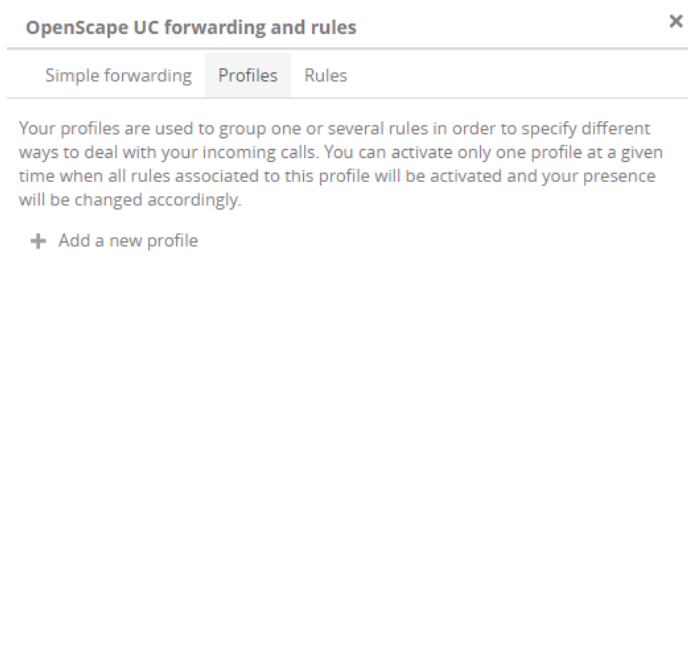 OpenScape UC forwarding and rules
Simple forwarding Profiles Rules
Your profiles are used to group one or several rules in order to specify different
ways to deal with your incoming calls. You can activate only one profile at a given
time when all rules associated to this profile will be activated and your presence
will be changed accordingly.
Add a new profile